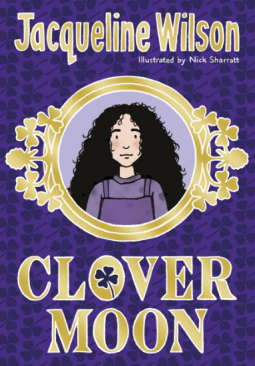 Jacqueline Wilson
Illustrated by Nick Sharratt
CLOVER
MOON